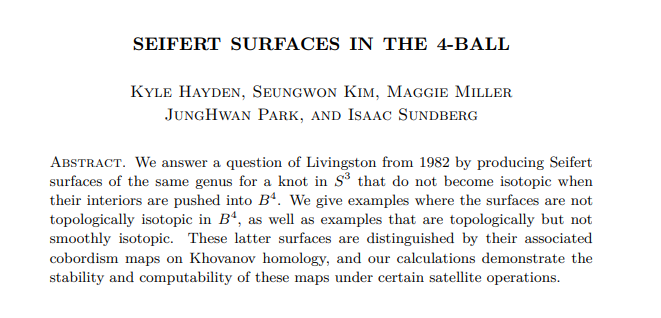 SEIFERT SURFACES IN THE 4-BALL
KYLE HAYDEN, SEUNGWON KIM, MAGGIE MILLER
JUNGHWAN PARK, AND ISAAC SUNDBERG
ABSTRACT. We answer a question of Livingston from 1982 by producing Seifert
surfaces of the same genus for a knot in S³ that do not become isotopic when
their interiors are pushed into B⁴. We give examples where the surfaces are not
topologically isotopic in B⁴, as well as examples that are topologically but not
smoothly isotopic. These latter surfaces are distinguished by their associated
cobordism maps on Khovanov homology, and our calculations demonstrate the
stability and computability of these maps under certain satellite operations.